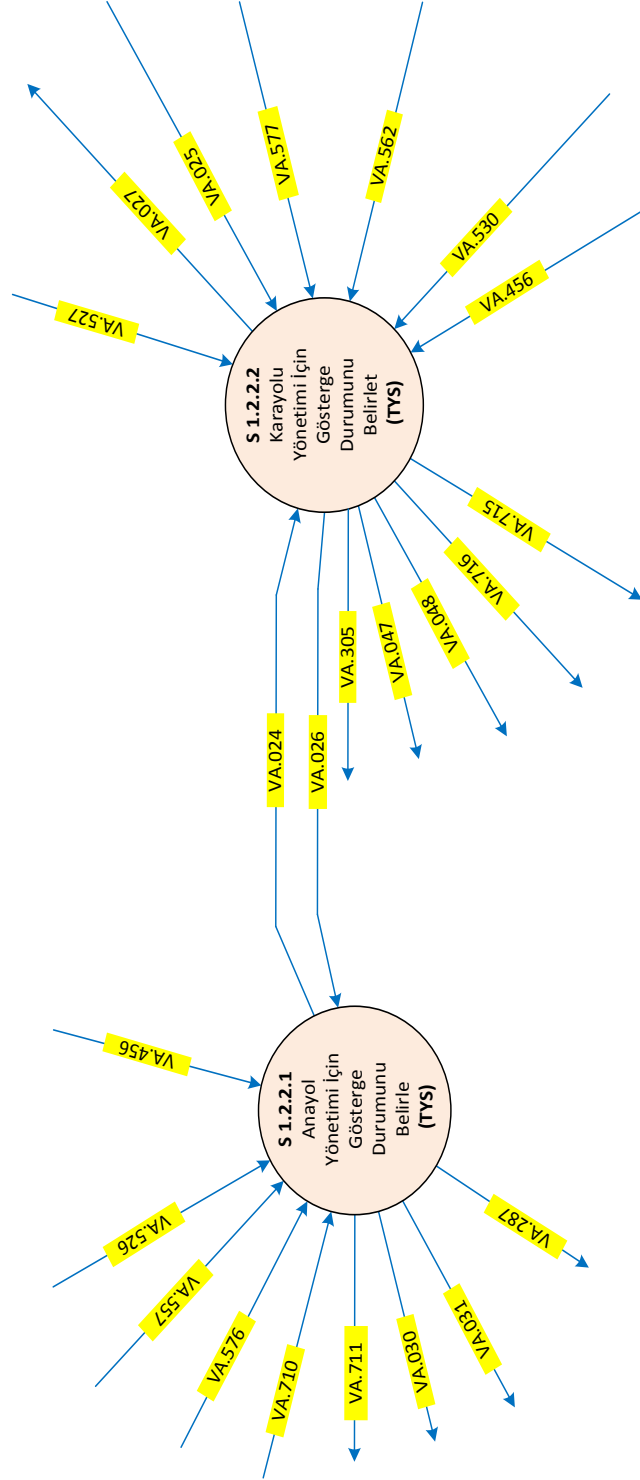 S 1.2.2.1
Anayol
Yönetimi İçin
Gösterge
Durumunu
Belirle
(TYS)
S 1.2.2.2
Karayolu
Yönetimi İçin
Gösterge
Durumunu
Belirlet
(TYS)
VA.456
VA.526
VA.557
VA.576
VA.710
VA.711
VA.030
VA.031
VA.287
VA.024
VA.026
VA.527
VA.027
VA.025
VA.577
VA.562
VA.530
VA.456
VA.305
VA.047
VA.048
VA.716
VA.715